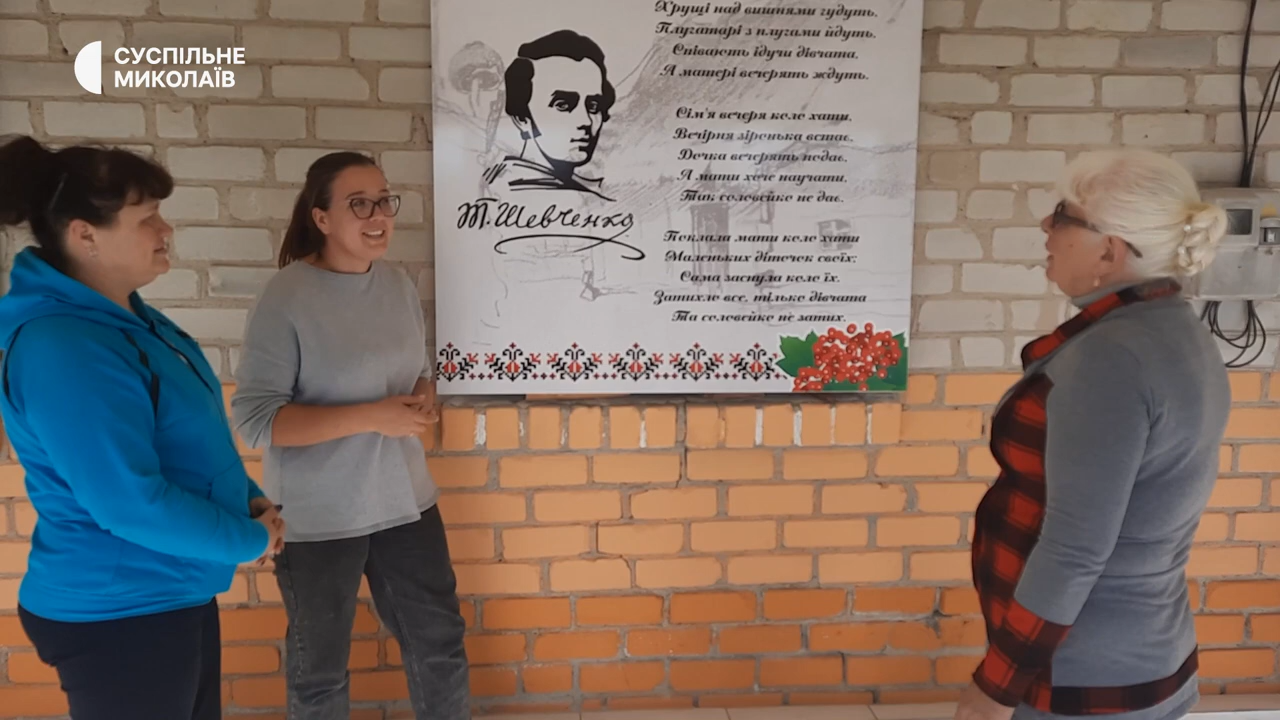 СУСПІЛЬНЕ
МИКОЛАЇВ
Хрущі над вишнями гудуть.
Плугатарі з плугами йдуть.
Співають ідучи дівчата.
А матері вечерять ждуть.
Сім'я вечеря коло хати.
Вечірня зіронька встає.
Дочка вечерять подає.
А мати хоче научати.
Так соловейко не дає.
Поклала мати коло хати
Маленьких діточок своїх;
Сама заснула коло їх.
Затихло все, тілько дівчата
Та соловейко не затих.
Т. Шевченко